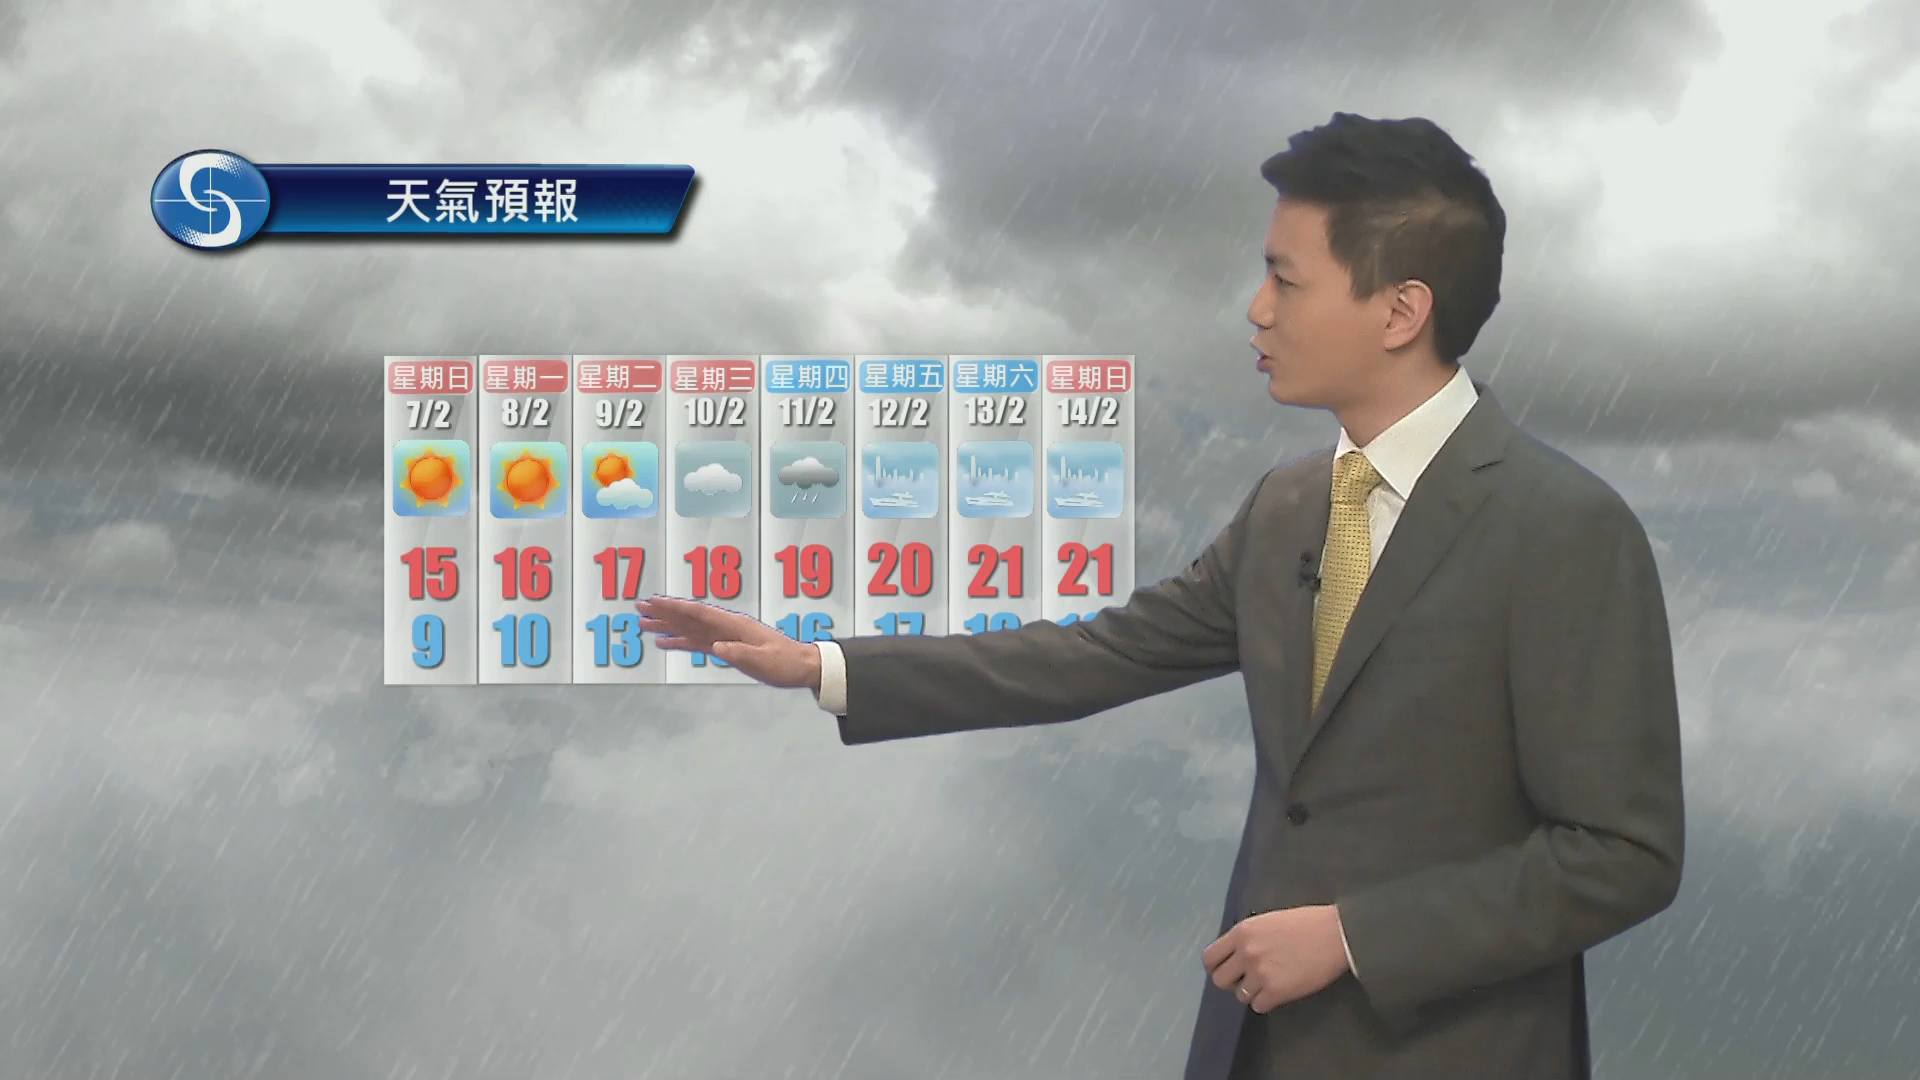 天氣預報
星期日 星期一 星期二 星期三 星期四 星期五 星期六 星期日
7/2 8/2 9/2 10/2 11/2 12/2 13/2 14/2
15 16 17 18 19 20 21 21
9 10 13 16 17